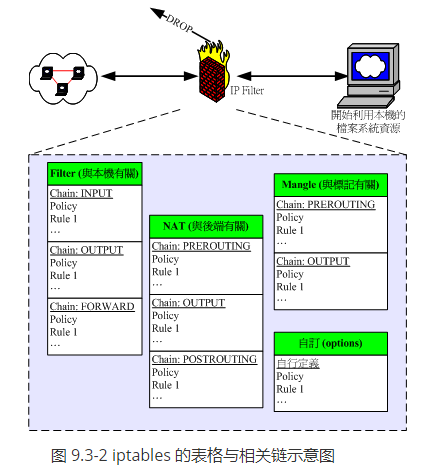 DROP
IP Filter
開始利用本機的
檔案系統資源
Filter (與本機有關)
Chain: INPUT
Policy
Rule 1
…
Chain: OUTPUT
Policy
Rule 1
…
Chain: FORWARD
Policy
Rule 1
…
NAT (與後端有關)
Chain: PREROUTING
Policy
Rule 1
…
Chain: OUTPUT
Policy
Rule 1
…
Chain: POSTROUTING
Policy
Rule 1
…
Mangle (與標記有關)
Chain: PREROUTING
Policy
Rule 1
…
Chain: OUTPUT
Policy
Rule 1
…
自訂 (options)
自行定義
Policy
Rule 1
…
图 9.3-2 iptables 的表格与相关链示意图